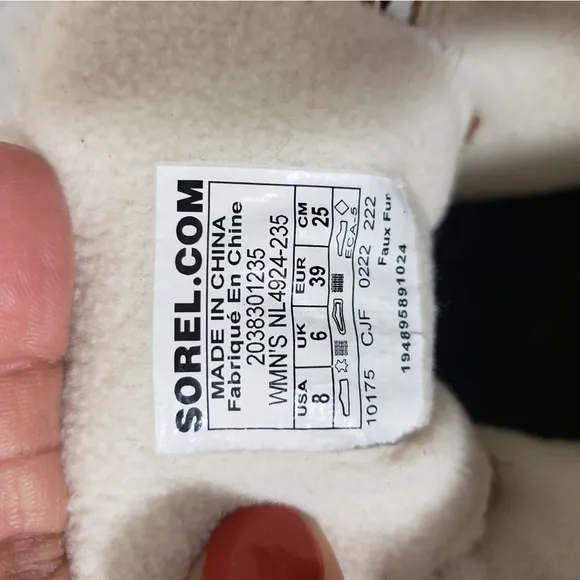 SOREL.COM
MADE IN CHINA
Fabriqué En Chine
2038301235
WMN'S NL4924-235
USA UK EUR CM
8 6 39 25
ECA-5
10175 CJF 0222 222
Faux Fur
194895891024